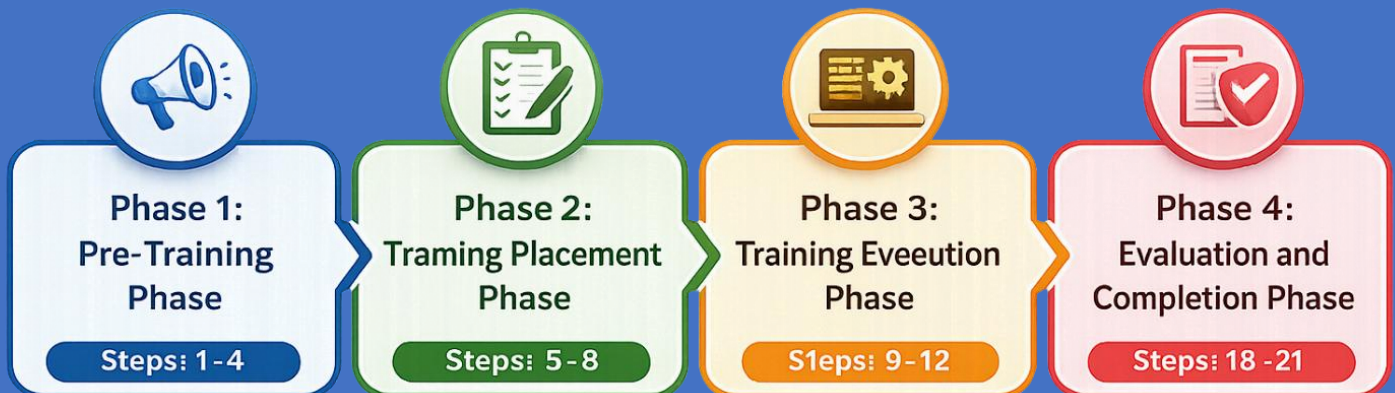 Phase 1:
Pre-Training
Phase
Steps: 1-4
Phase 2:
Traming Placement
Phase
Steps: 5-8
Phase 3:
Training Eveeution
Phase
S1eps: 9-12
Phase 4:
Evaluation and
Completion Phase
Steps: 18 -21